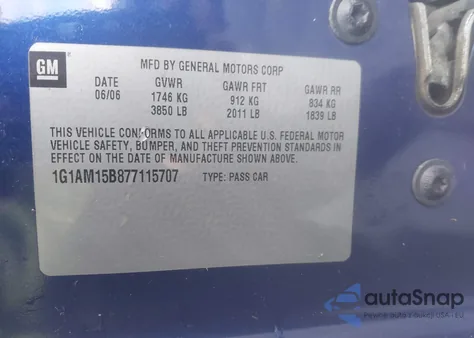 GM
MFD BY GENERAL MOTORS CORP
DATE GVWR GAWR FRT GAWR RR
06/06 1746 KG 912 KG 834 KG
3850 LB 2011 LB 1839 LB
THIS VEHICLE CONFORMS TO ALL APPLICABLE U.S. FEDERAL MOTOR
VEHICLE SAFETY, BUMPER, AND THEFT PREVENTION STANDARDS IN
EFFECT ON THE DATE OF MANUFACTURE SHOWN ABOVE.
1G1AM15B877115707 TYPE: PASS CAR
autoSnap